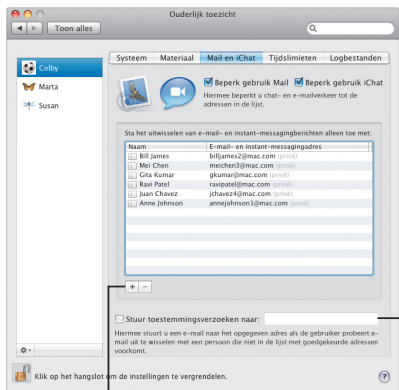 Ouderlijk toezicht
Toon alles
Colby
Marta
Susan
Systeem Materiaal Mail en iChat Tijdslimieten Logbestanden
Beperk gebruik Mail Beperk gebruik iChat
Hiermee beperkt u chat- en e-mailverkeer tot de
adressen in de lijst.
Sta het uitwisselen van e-mail- en instant-messagingberichten alleen toe met:
Naam E-mail- en instant-messagingadres
Bill James billjames2@mac.com (privé)
Mei Chen meichen3@mac.com (privé)
Gita Kumar gkumar@mac.com (privé)
Ravi Patel ravipatel@mac.com (privé)
Juan Chavez jchavez4@mac.com (privé)
Anne Johnson annejohnson1@mac.com (privé)
+ −
Stuur toestemmingsverzoeken naar:
Hiermee stuurt u een e-mail naar het opgegeven adres als de gebruiker probeert e-
mail uit te wisselen met een persoon die niet in de lijst met goedgekeurde adressen
voorkomt.
Klik op het hangslot om de instellingen te vergrendelen. ?